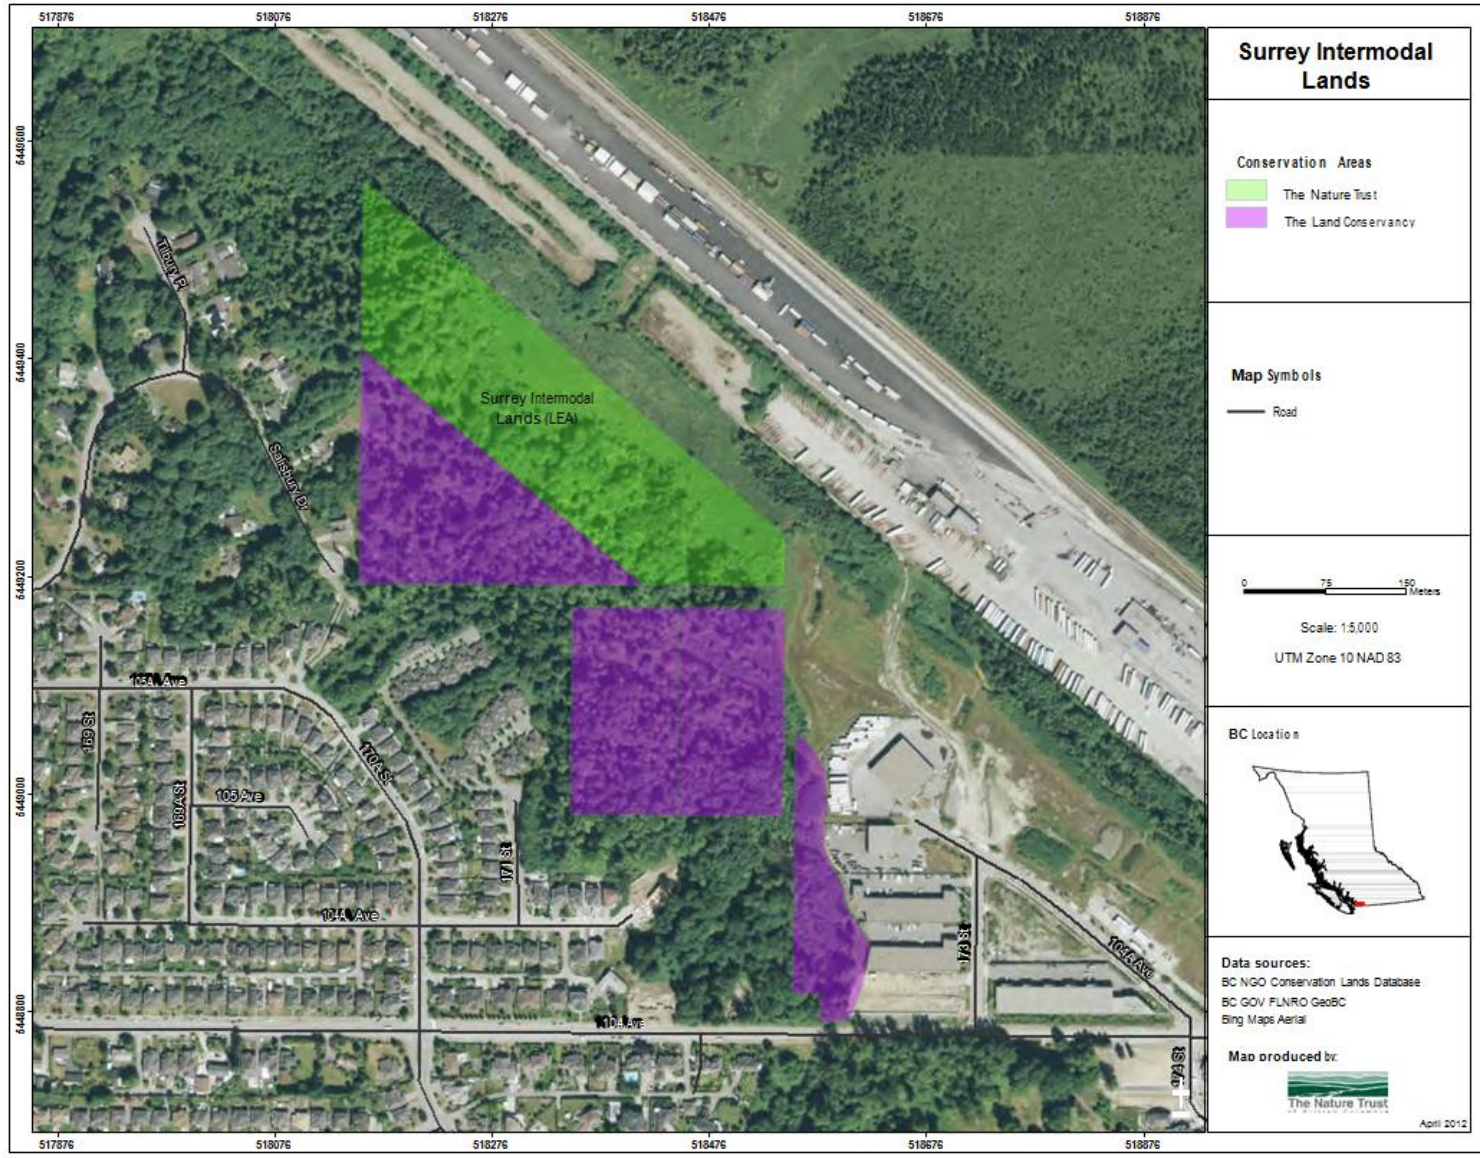 517876 518076 518276 518476 518676 518876
Surrey Intermodal
Lands
Conservation Areas
The Nature Trust
The Land Conservancy
Map Symbols
Road
0 75 150
Meters
Scale: 1:5,000
UTM Zone 10 NAD 83
BC Location
Data sources:
BC NGO Conservation Lands Database
BC GOV FLNRO GeoBC
Bing Maps Aerial
Map produced by:
The Nature Trust
April 2012
5449600
5449400
5449200
5449000
5448800
Tilbury Pl
Salisbury Dr
Surrey Intermodal
Lands (LEA)
105A Ave
169 St
169A St
105 Ave
170A St
171 St
104A Ave
173 St
104A Ave
104 Ave
174 St
517876 518076 518276 518476 518676 518876